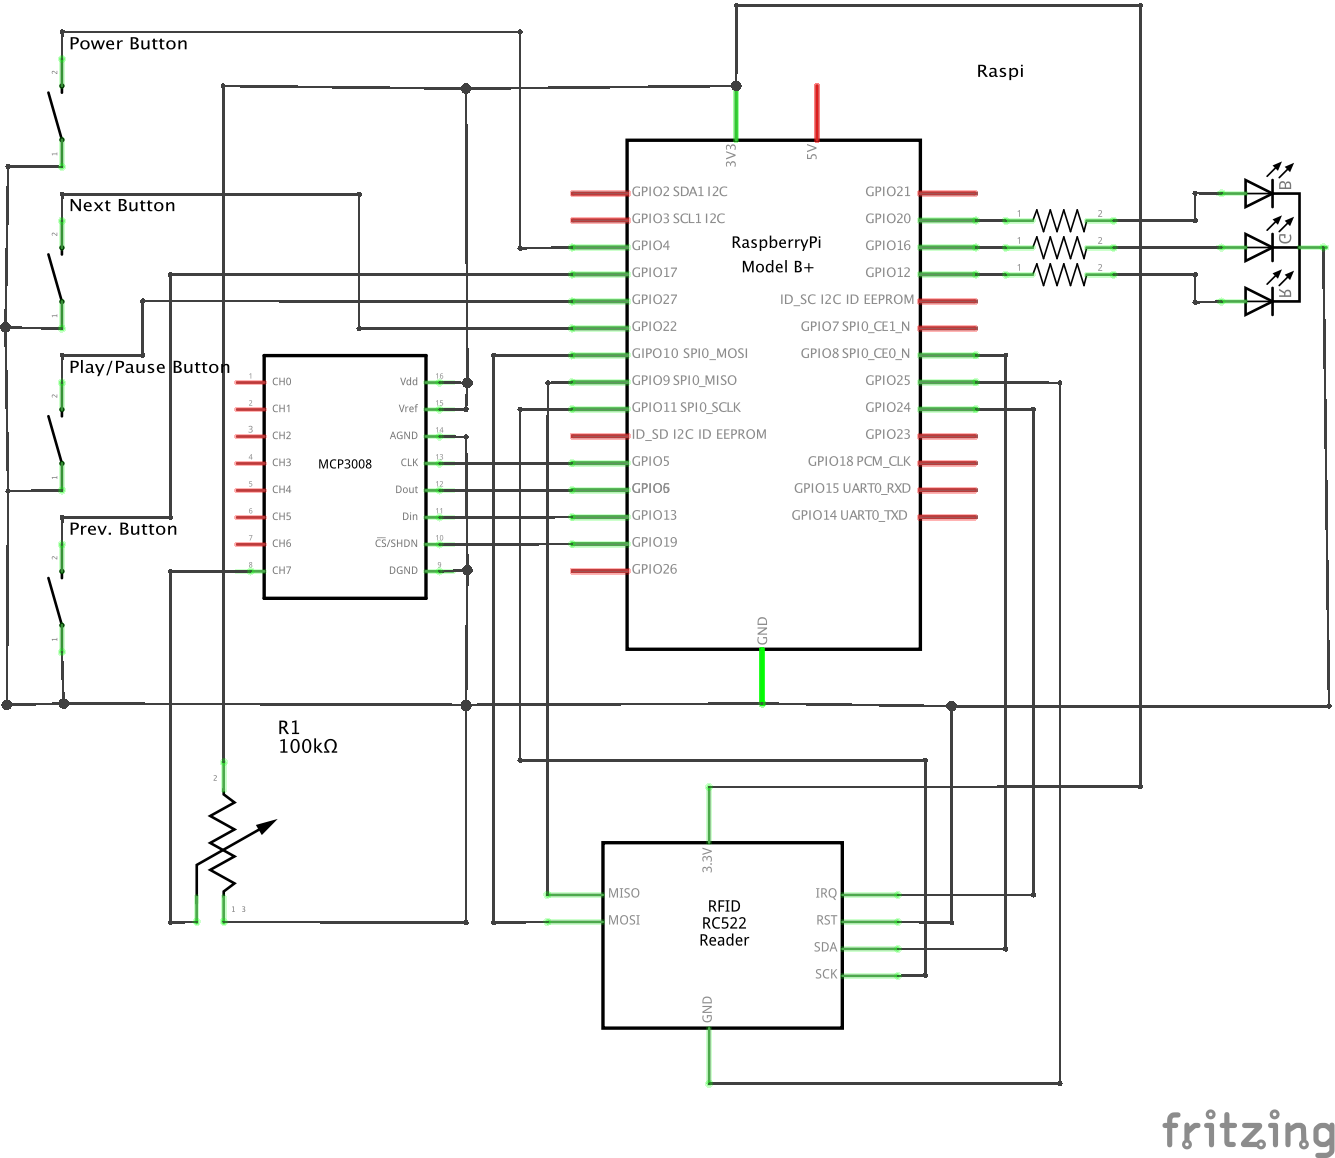 Power Button
2
1
Next Button
2
1
Play/Pause Button
2
1
Prev. Button
2
1
Raspi
3V3
5V
RaspberryPi
Model B+
GPIO2 SDA1 I2C
GPIO3 SCL1 I2C
GPIO4
GPIO17
GPIO27
GPIO22
GIPO10 SPI0_MOSI
GPIO9 SPI0_MISO
GPIO11 SPI0_SCLK
ID_SD I2C ID EEPROM
GPIO5
GPIO6
GPIO13
GPIO19
GPIO26
GPIO21
GPIO20
GPIO16
GPIO12
ID_SC I2C ID EEPROM
GPIO7 SPI0_CE1_N
GPIO8 SPI0_CE0_N
GPIO25
GPIO24
GPIO23
GPIO18 PCM_CLK
GPIO15 UART0_RXD
GPIO14 UART0_TXD
GND
1 2
1 2
1 2
B
G
R
MCP3008
1 CH0
2 CH1
3 CH2
4 CH3
5 CH4
6 CH5
7 CH6
8 CH7
Vdd 16
Vref 15
AGND 14
CLK 13
Dout 12
Din 11
CS/SHDN 10
DGND 9
R1
100kΩ
2
1 3
3.3V
RFID
RC522
Reader
MISO
MOSI
IRQ
RST
SDA
SCK
GND
fritzing